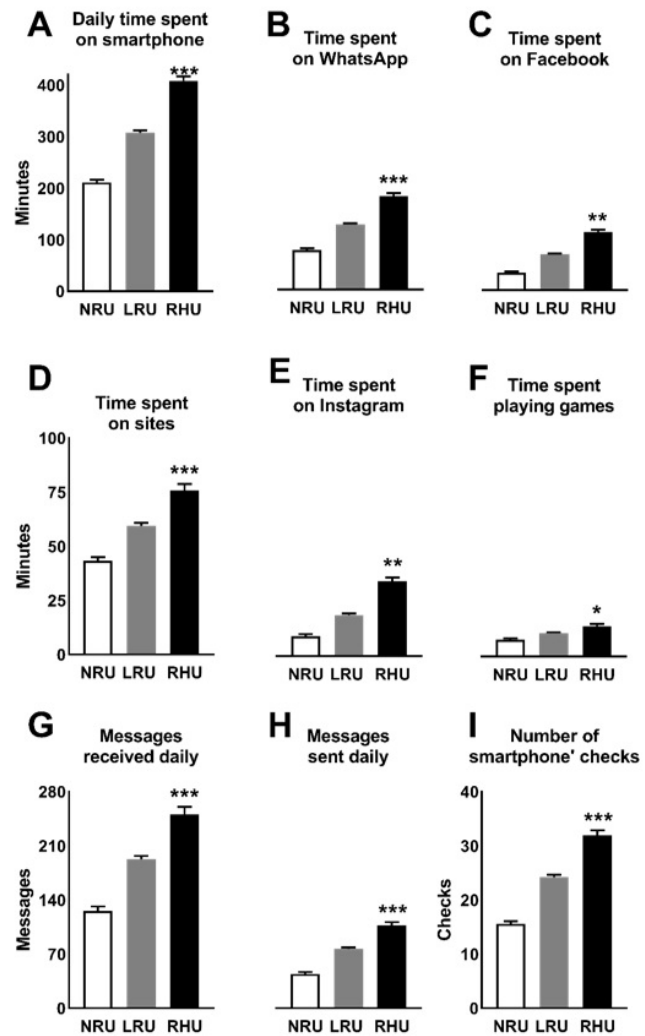 A
Daily time spent
on smartphone
B
Time spent
on WhatsApp
C
Time spent
on Facebook
Minutes
400
300
200
100
0
***
NRU LRU RHU
***
NRU LRU RHU
**
NRU LRU RHU
D
Time spent
on sites
E
Time spent
on Instagram
F
Time spent
playing games
Minutes
100
75
50
25
0
***
NRU LRU RHU
**
NRU LRU RHU
*
NRU LRU RHU
G
Messages
received daily
H
Messages
sent daily
I
Number of
smartphone' checks
Messages
280
210
140
70
0
***
NRU LRU RHU
***
NRU LRU RHU
Checks
40
30
20
10
0
***
NRU LRU RHU